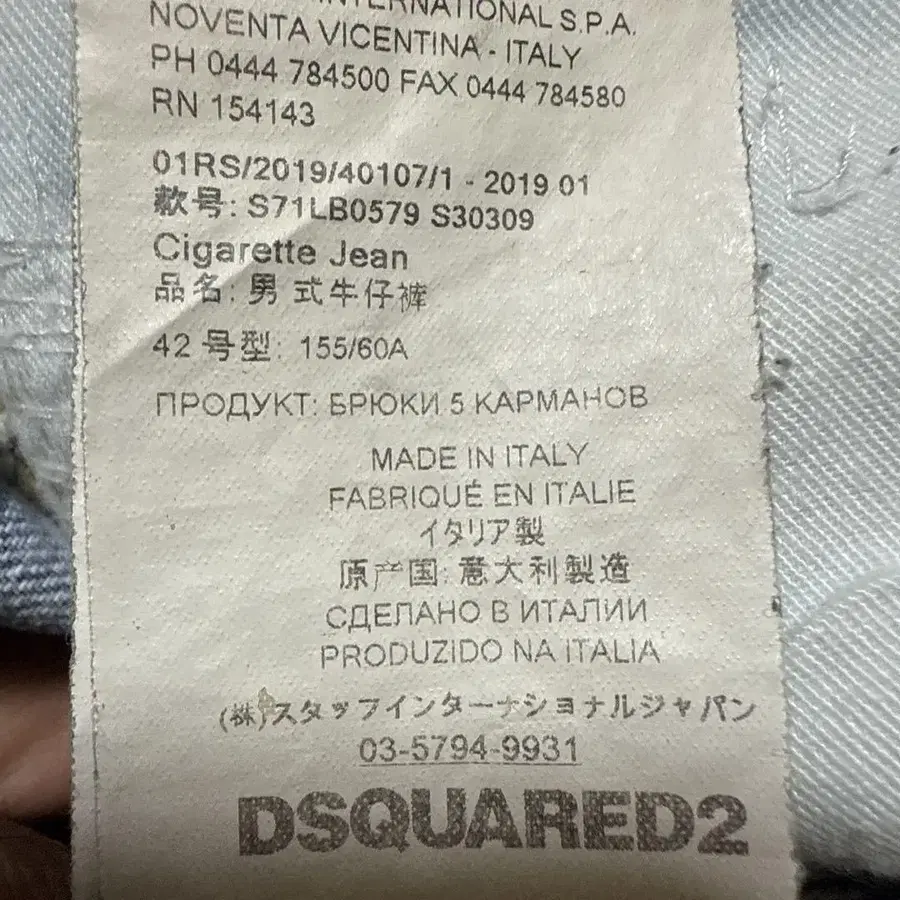 INTERNATIONAL S.P.A.
NOVENTA VICENTINA - ITALY
PH 0444 784500 FAX 0444 784580
RN 154143
01RS/2019/40107/1 - 2019 01
款号: S71LB0579 S30309
Cigarette Jean
品名: 男 式牛仔裤
42 号型: 155/60A
ПРОДУКТ: БРЮКИ 5 КАРМАНОВ
MADE IN ITALY
FABRIQUÉ EN ITALIE
イタリア製
原产国: 意大利製造
СДЕЛАНО В ИТАЛИИ
PRODUZIDO NA ITALIA
(株)スタッフインターナショナルジャパン
03-5794-9931
DSQUARED2